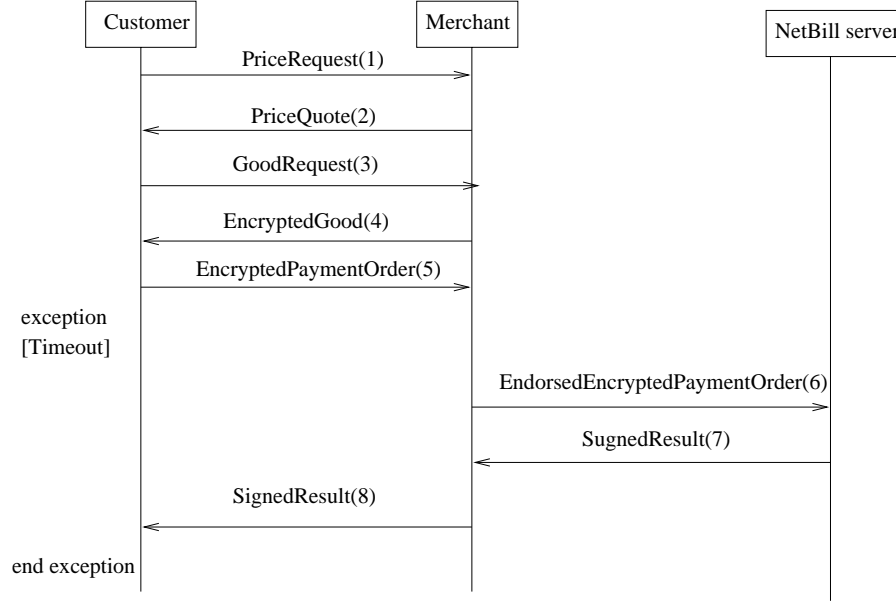 Customer
Merchant
NetBill server
PriceRequest(1)
PriceQuote(2)
GoodRequest(3)
EncryptedGood(4)
EncryptedPaymentOrder(5)
exception
[Timeout]
EndorsedEncryptedPaymentOrder(6)
SugnedResult(7)
SignedResult(8)
end exception